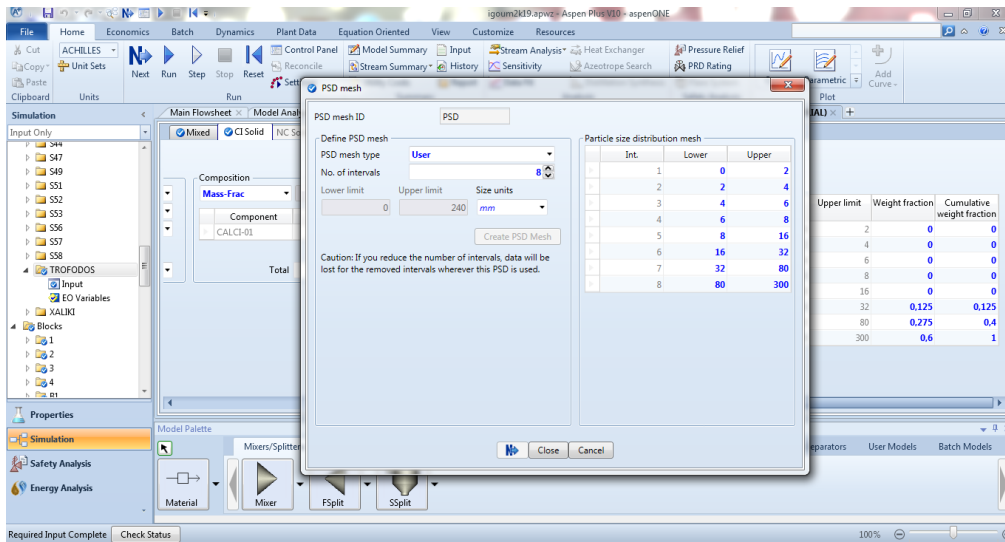 igoum2k19.apwz - Aspen Plus V10 - aspenONE
File Home Economics Batch Dynamics Plant Data Equation Oriented View Customize Resources
Cut ACHILLES Next Run Step Stop Reset Control Panel Model Summary Input Stream Analysis Heat Exchanger Pressure Relief
Copy Unit Sets Reconcile Stream Summary History Sensitivity Azeotrope Search PRD Rating Add
Paste Curve
Clipboard Units Run Plot
Simulation
Main Flowsheet
Input Only
Mixed CI Solid
S44
S47
S49
S51
S52
S53
S56
S57
S58
TROFODOS
Input
EO Variables
XALIKI
Blocks
1
2
3
4
Composition
Mass-Frac
Component
CALCI-01
Total
PSD mesh
PSD mesh ID PSD
Define PSD mesh
PSD mesh type User
No. of intervals 8
Lower limit Upper limit Size units
0 240 mm
Create PSD Mesh
Caution: If you reduce the number of intervals, data will be
lost for the removed intervals wherever this PSD is used.
Particle size distribution mesh
Int. Lower Upper
1 0 2
2 2 4
3 4 6
4 6 8
5 8 16
6 16 32
7 32 80
8 80 300
Close Cancel
Upper limit Weight fraction Cumulative
weight fraction
2 0 0
4 0 0
6 0 0
8 0 0
16 0 0
32 0,125 0,125
80 0,275 0,4
300 0,6 1
Properties
Simulation
Safety Analysis
Energy Analysis
Model Palette
User Models Batch Models
Material Mixer FSplit SSplit
Required Input Complete Check Status 100%